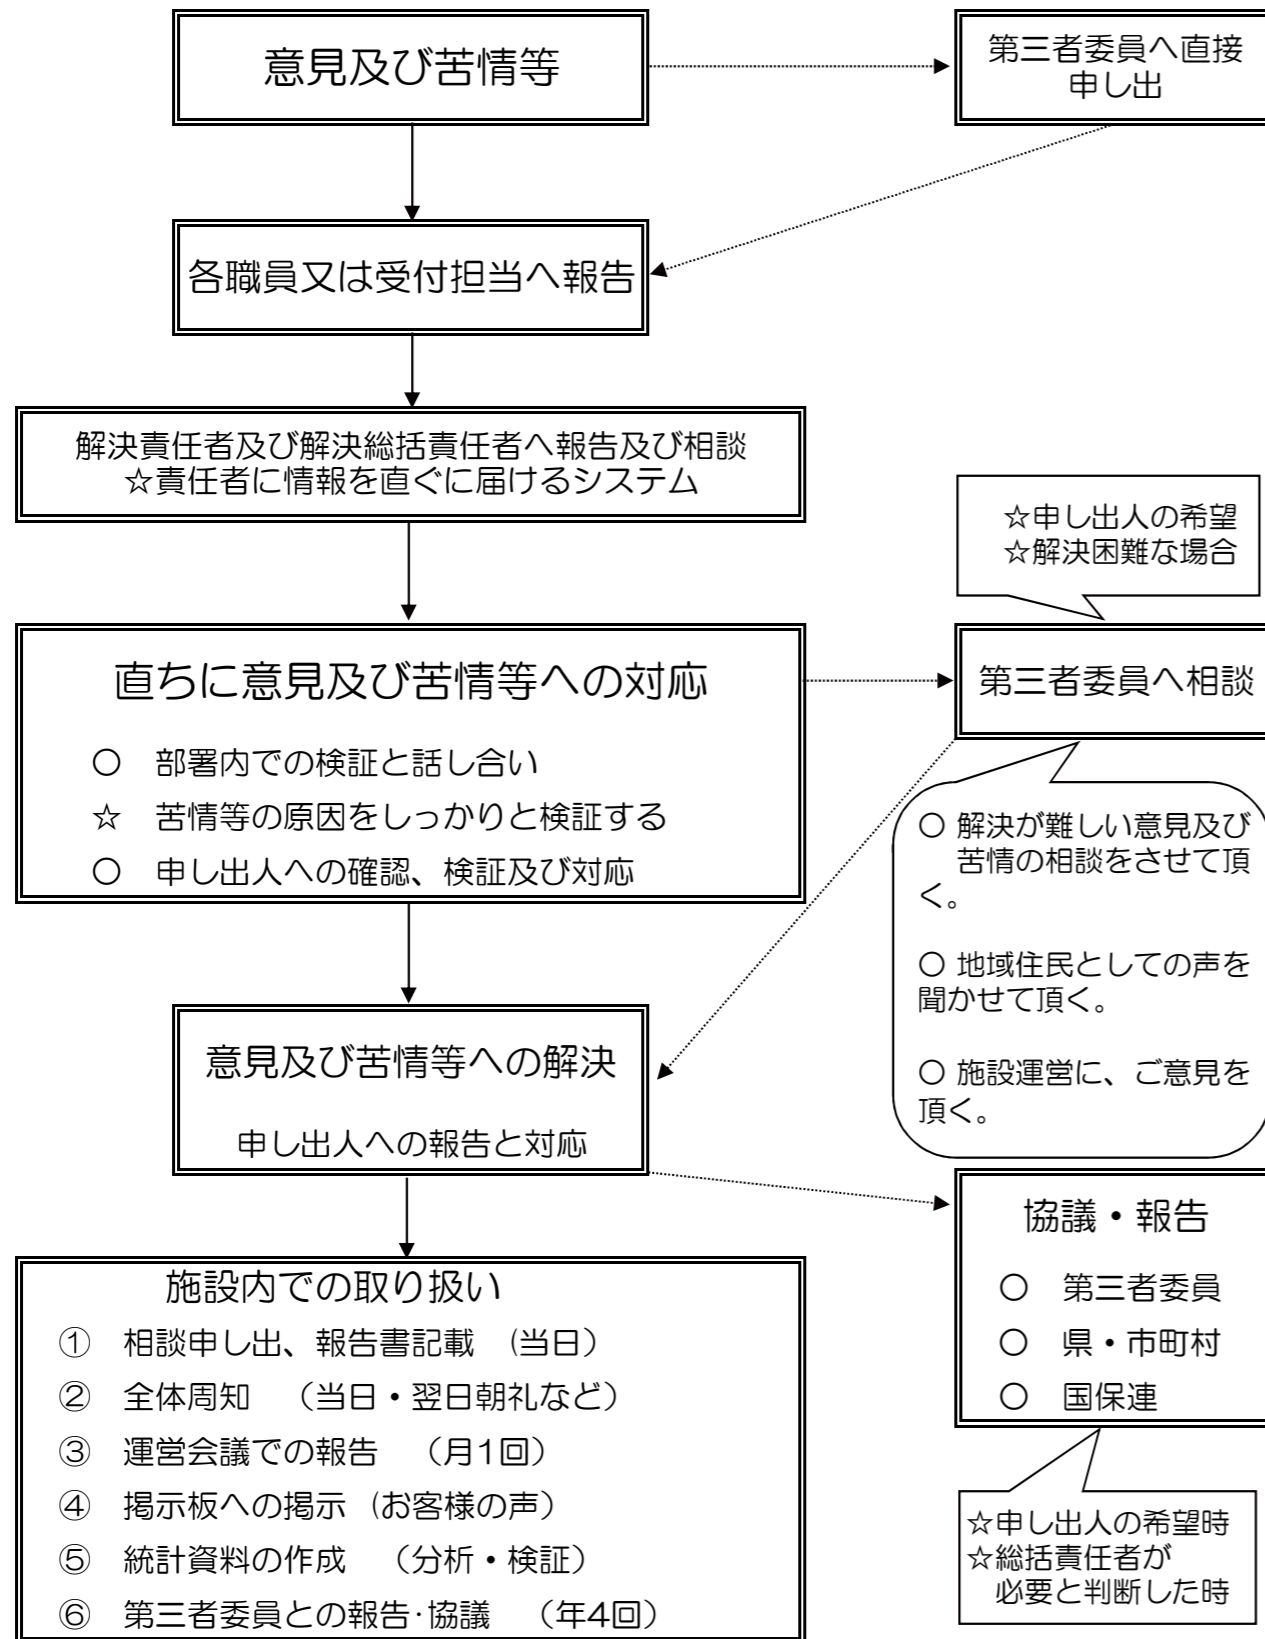 意見及び苦情等
第三者委員へ直接
申し出
各職員又は受付担当へ報告
解決責任者及び解決総括責任者へ報告及び相談
☆責任者に情報を直ぐに届けるシステム
☆申し出人の希望
☆解決困難な場合
直ちに意見及び苦情等への対応
○ 部署内での検証と話し合い
☆ 苦情等の原因をしっかりと検証する
○ 申し出人への確認、検証及び対応
第三者委員へ相談
○ 解決が難しい意見及び
苦情の相談をさせて頂
く。
○ 地域住民としての声を
聞かせて頂く。
○ 施設運営に、ご意見を
頂く。
意見及び苦情等への解決
申し出人への報告と対応
協議・報告
○ 第三者委員
○ 県・市町村
○ 国保連
施設内での取り扱い
① 相談申し出、報告書記載 (当日)
② 全体周知 (当日・翌日朝礼など)
③ 運営会議での報告 (月1回)
④ 掲示板への掲示 (お客様の声)
⑤ 統計資料の作成 (分析・検証)
⑥ 第三者委員との報告・協議 (年4回)
☆申し出人の希望時
☆総括責任者が
必要と判断した時